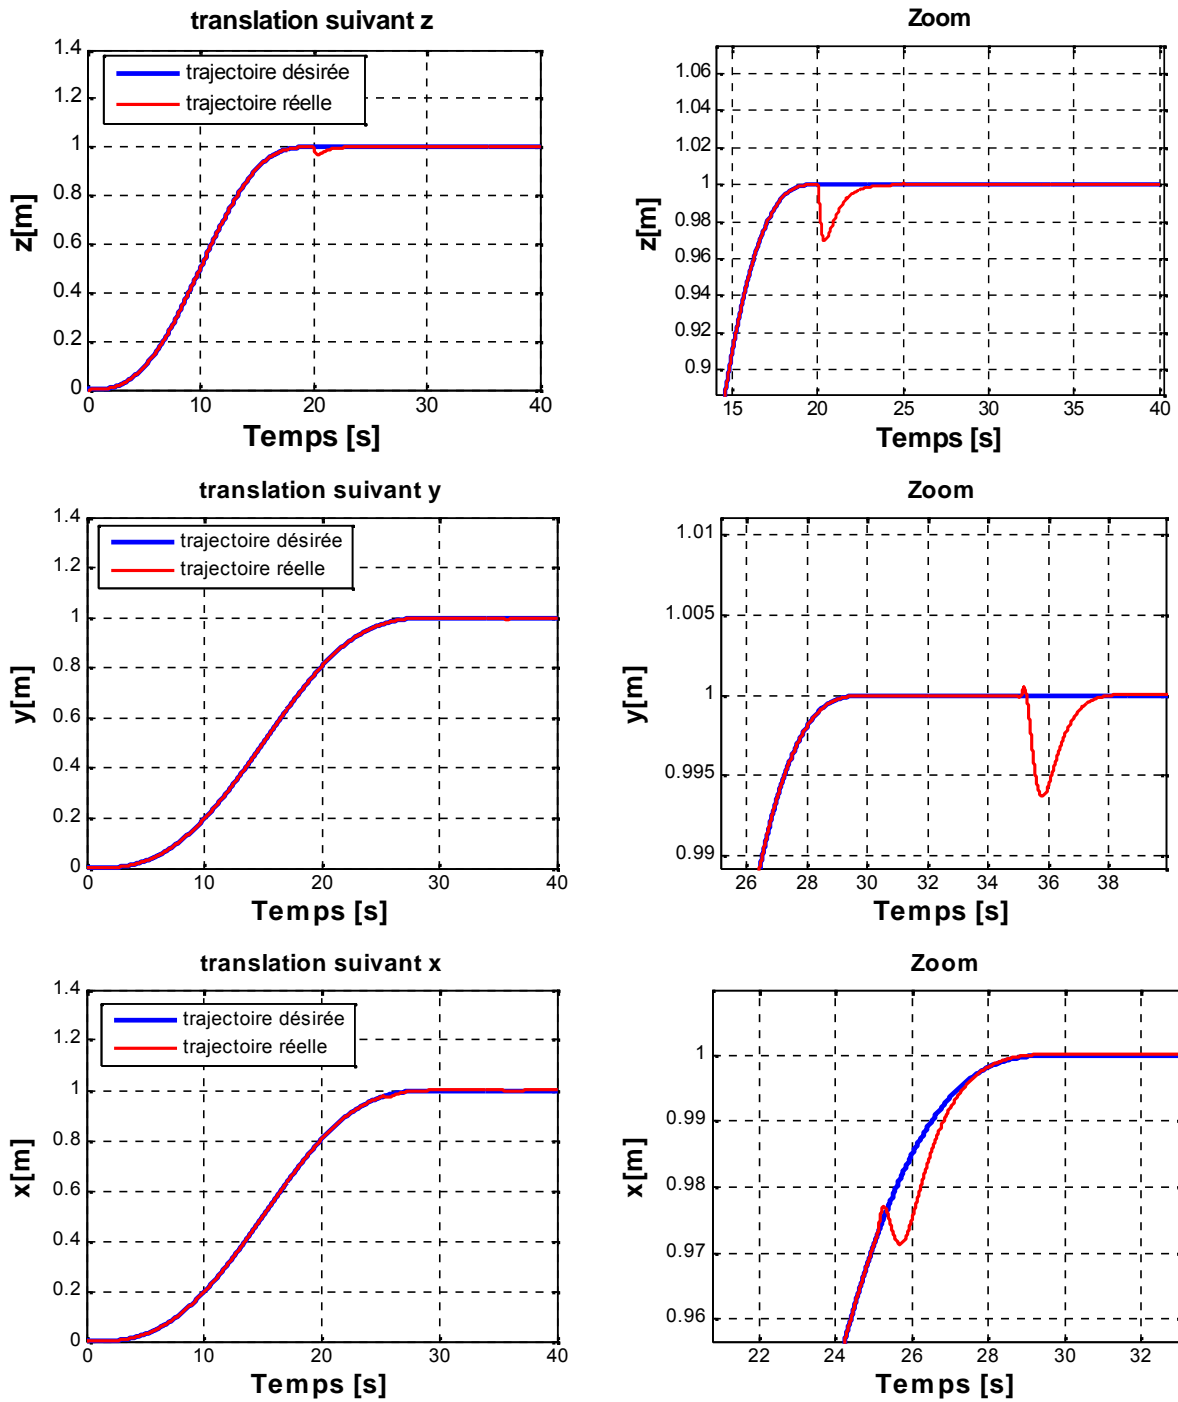 translation suivant z
1.4
1.2
1
0.8
0.6
0.4
0.2
0
z[m]
trajectoire désirée
trajectoire réelle
0 10 20 30 40
Temps [s]
Zoom
1.06
1.04
1.02
1
0.98
0.96
0.94
0.92
0.9
z[m]
15 20 25 30 35 40
Temps [s]
translation suivant y
1.4
1.2
1
0.8
0.6
0.4
0.2
0
y[m]
trajectoire désirée
trajectoire réelle
0 10 20 30 40
Temps [s]
Zoom
1.01
1.005
1
0.995
0.99
y[m]
26 28 30 32 34 36 38
Temps [s]
translation suivant x
1.4
1.2
1
0.8
0.6
0.4
0.2
0
x[m]
trajectoire désirée
trajectoire réelle
0 10 20 30 40
Temps [s]
Zoom
1
0.99
0.98
0.97
0.96
x[m]
22 24 26 28 30 32
Temps [s]